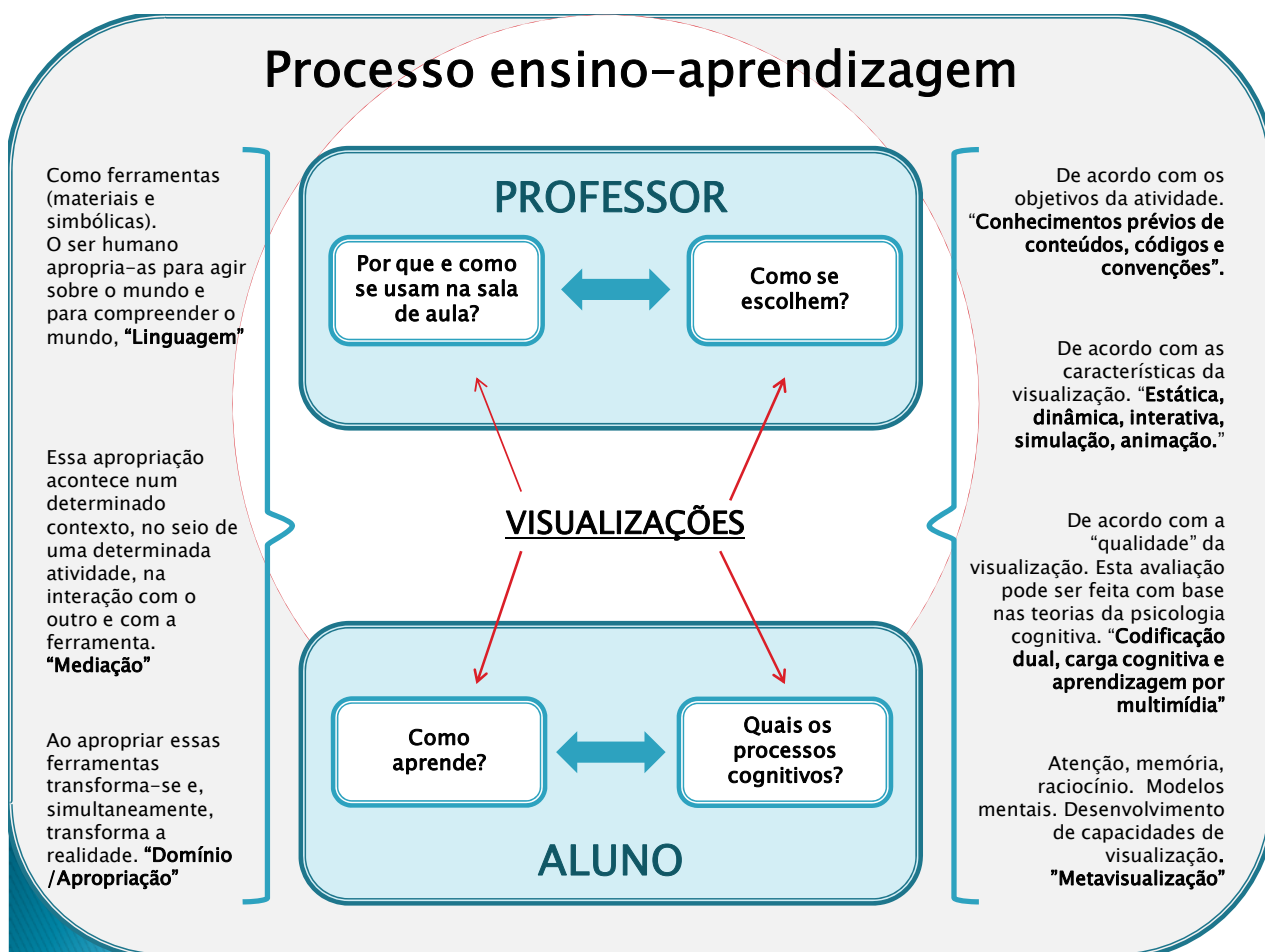 Processo ensino-aprendizagem
Como ferramentas
(materiais e
simbólicas).
O ser humano
apropria-as para agir
sobre o mundo e
para compreender o
mundo, “Linguagem”
Essa apropriação
acontece num
determinado
contexto, no seio de
uma determinada
atividade, na
interação com o
outro e com a
ferramenta.
“Mediação”
Ao apropriar essas
ferramentas
transforma-se e,
simultaneamente,
transforma a
realidade. “Domínio
/Apropriação”
PROFESSOR
Por que e como
se usam na sala
de aula?
Como se
escolhem?
VISUALIZAÇÕES
Como
aprende?
Quais os
processos
cognitivos?
ALUNO
De acordo com os
objetivos da atividade.
“Conhecimentos prévios de
conteúdos, códigos e
convenções”.
De acordo com as
características da
visualização. “Estática,
dinâmica, interativa,
simulação, animação.”
De acordo com a
“qualidade” da
visualização. Esta avaliação
pode ser feita com base
nas teorias da psicologia
cognitiva. “Codificação
dual, carga cognitiva e
aprendizagem por
multimídia”
Atenção, memória,
raciocínio. Modelos
mentais. Desenvolvimento
de capacidades de
visualização.
”Metavisualização”